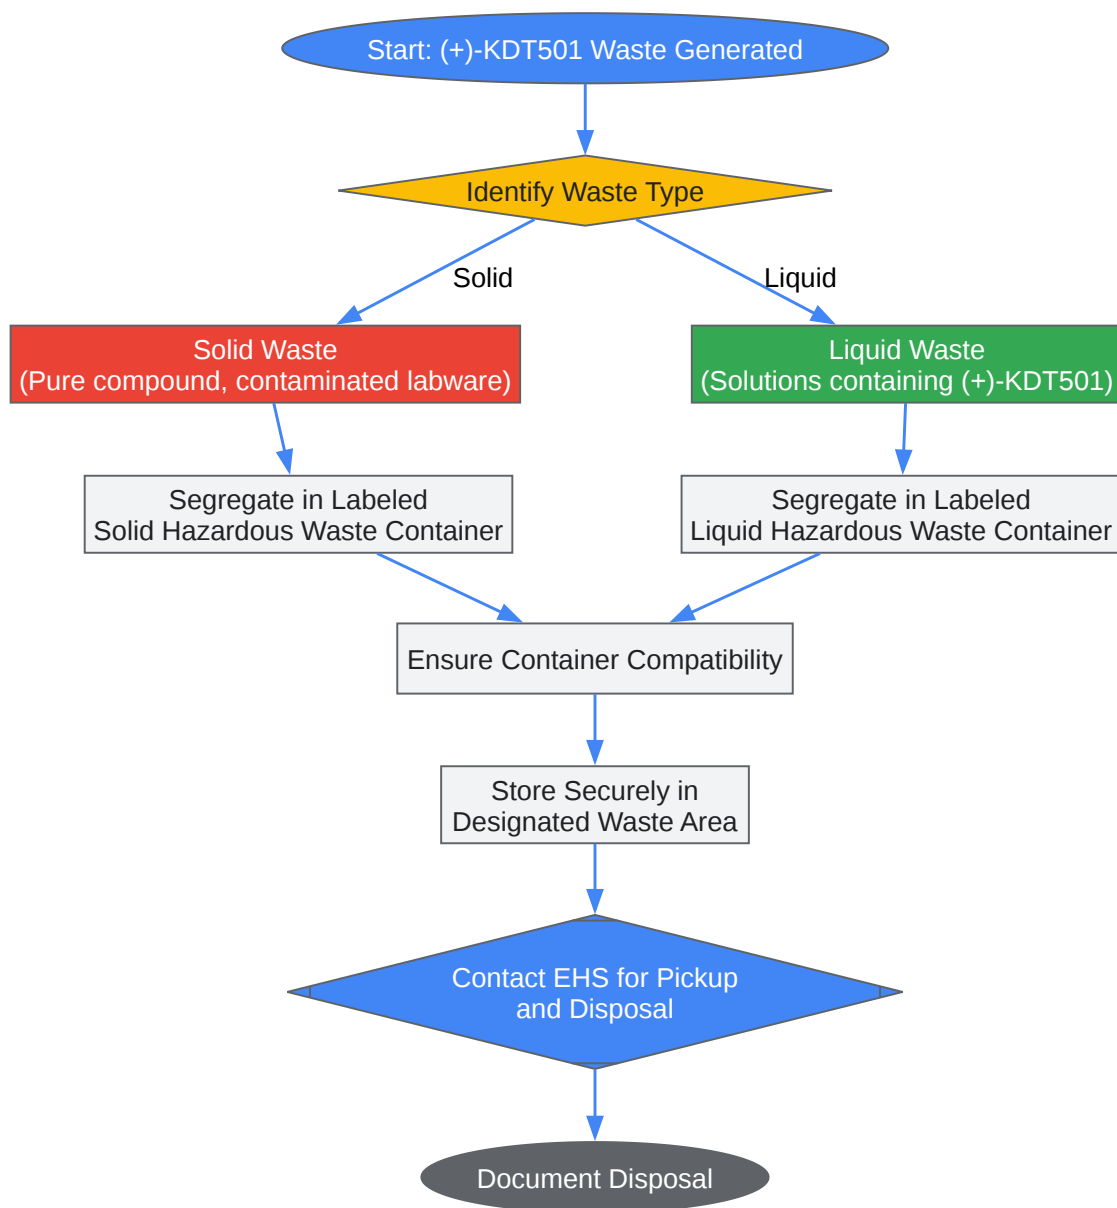 Start: (+)-KDT501 Waste Generated
Identify Waste Type
Solid
Liquid
Solid Waste
(Pure compound, contaminated labware)
Liquid Waste
(Solutions containing (+)-KDT501)
Segregate in Labeled
Solid Hazardous Waste Container
Segregate in Labeled
Liquid Hazardous Waste Container
Ensure Container Compatibility
Store Securely in
Designated Waste Area
Contact EHS for Pickup
and Disposal
Document Disposal